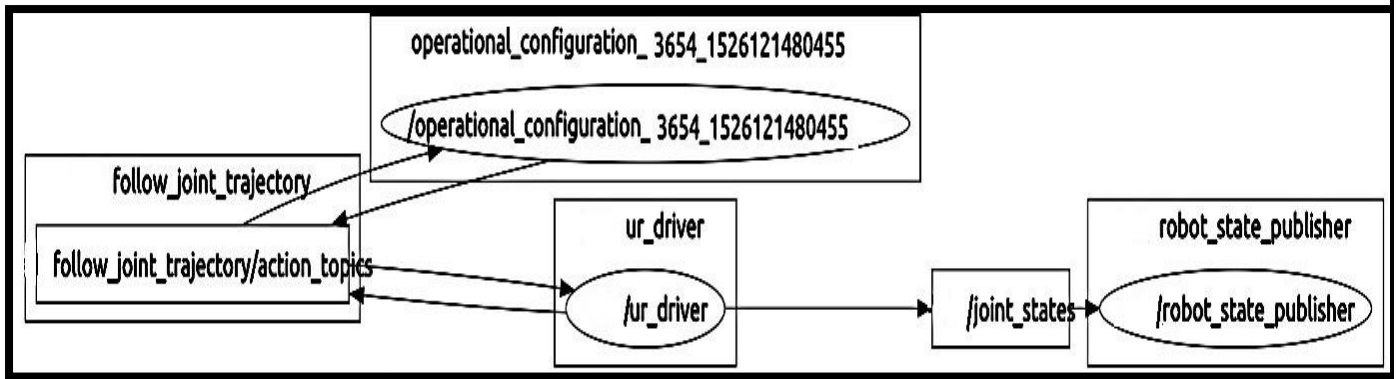 operational_configuration_ 3654_1526121480455
/operational_configuration_ 3654_1526121480455
follow_joint_trajectory
follow_joint_trajectory/action_topics
ur_driver
/ur_driver
/joint_states
robot_state_publisher
/robot_state_publisher